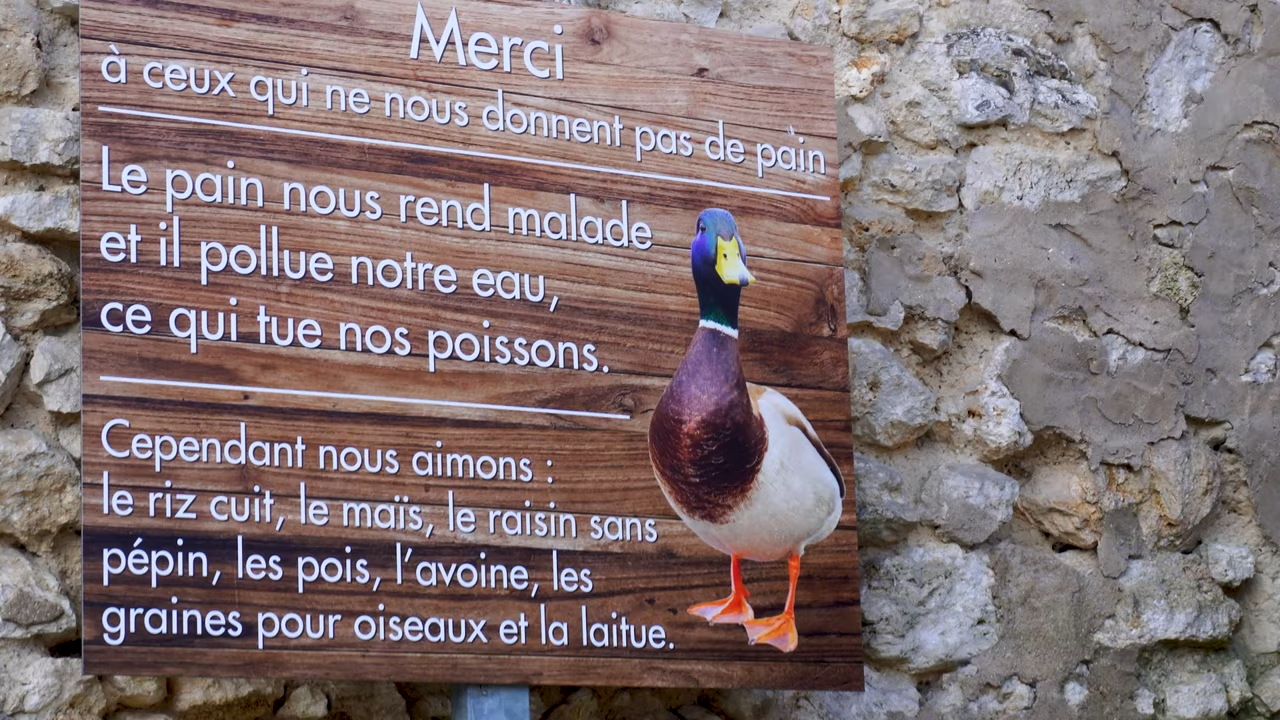 Merci
à ceux qui ne nous donnent pas de pain
Le pain nous rend malade
et il pollue notre eau,
ce qui tue nos poissons.
Cependant nous aimons :
le riz cuit, le maïs, le raisin sans
pépin, les pois, l'avoine, les
graines pour oiseaux et la laitue.